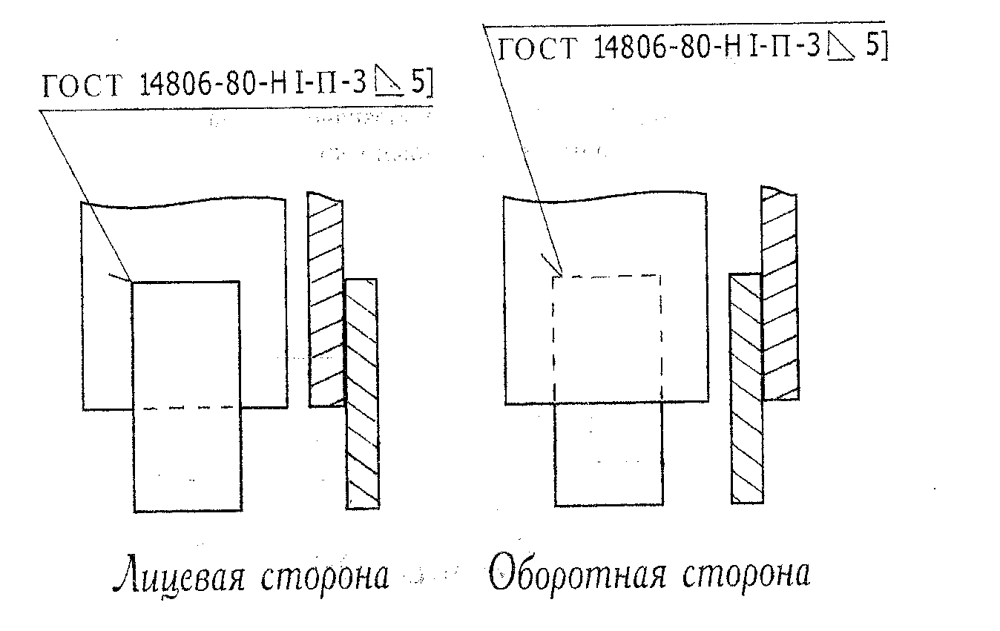 ГОСТ 14806-80-Н I-П-3 ◺ 5]
ГОСТ 14806-80-Н I-П-3 ◺ 5]
Лицевая сторона
Оборотная сторона